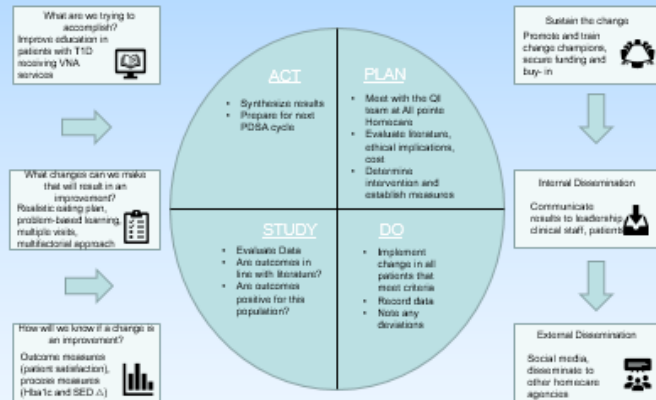 What are we trying to
accomplish?
Improve education in
patients with T1D
receiving VNA
services
What changes can we make
that will result in an
improvement?
Realistic eating plan,
problem-based learning,
multiple visits,
multifactorial approach
How will we know if a change is
an improvement?
Outcome measures
(patient satisfaction),
process measures
(Hba1c and SED △)
ACT
• Synthesize results
• Prepare for next
PDSA cycle
PLAN
• Meet with the QI
team at All pointe
Homecare
• Evaluate literature,
ethical implications,
cost
• Determine
intervention and
establish measures
STUDY
• Evaluate Data
• Are outcomes in
line with literature?
• Are outcomes
positive for this
population?
DO
• Implement
change in all
patients that
meet criteria
• Record data
• Note any
deviations
Sustain the change
Promote and train
change champions,
secure funding and
buy- in
Internal Dissemination
Communicate
results to leadership,
clinical staff, patients
External Dissemination
Social media,
disseminate to
other homecare
agencies